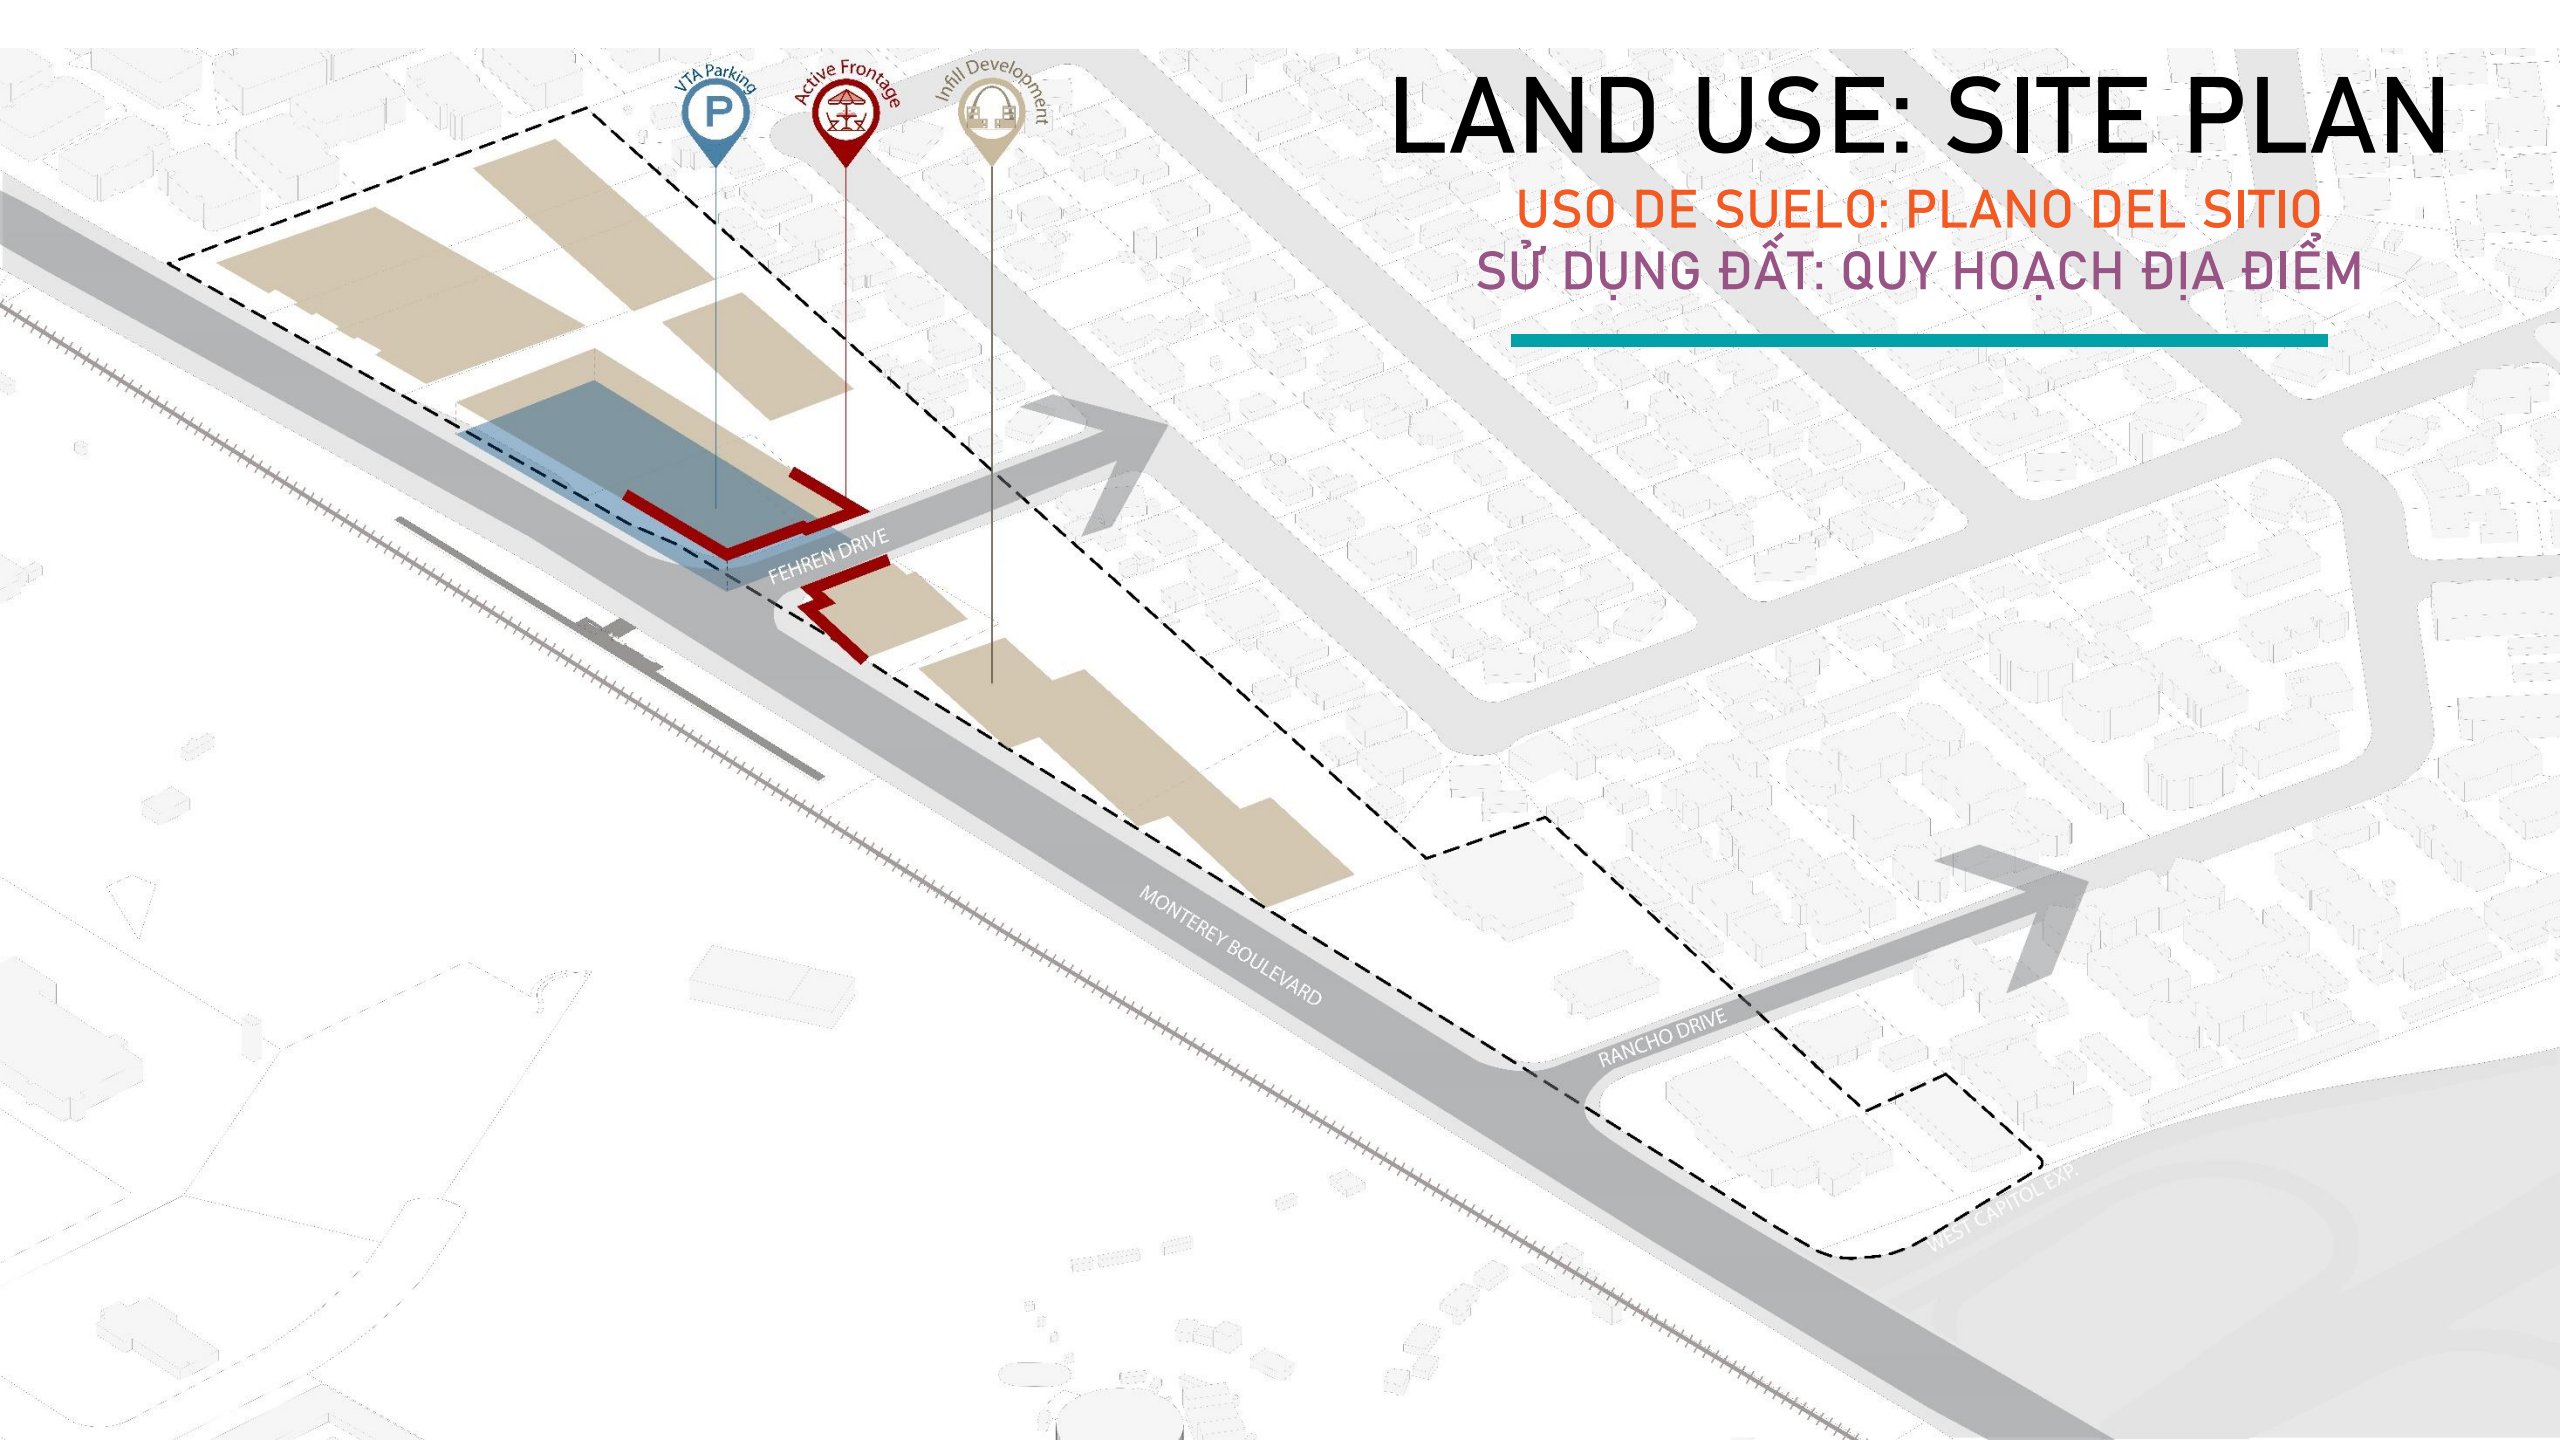 VTA Parking
P
Active Frontage
Infill Development
LAND USE: SITE PLAN
USO DE SUELO: PLANO DEL SITIO
SỬ DỤNG ĐẤT: QUY HOẠCH ĐỊA ĐIỂM
FEHREN DRIVE
MONTEREY BOULEVARD
RANCHO DRIVE
WEST CAPITOL EXP.